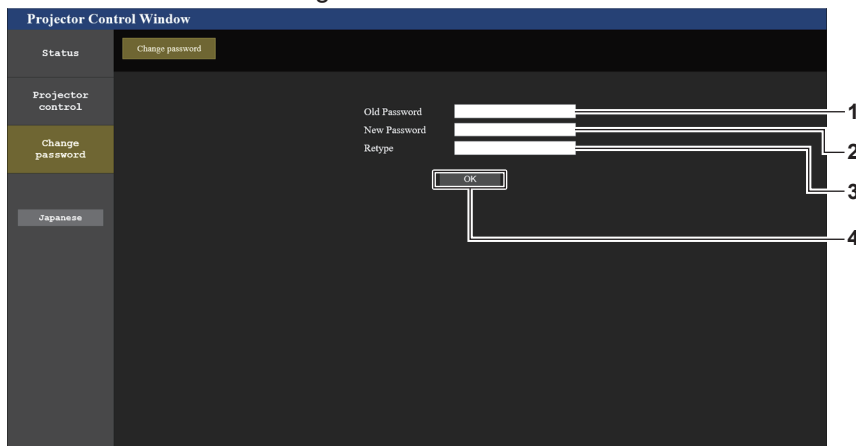 Projector Control Window
Status
Change password
Projector
control
Change
password
Japanese
Old Password
New Password
Retype
OK
1
2
3
4